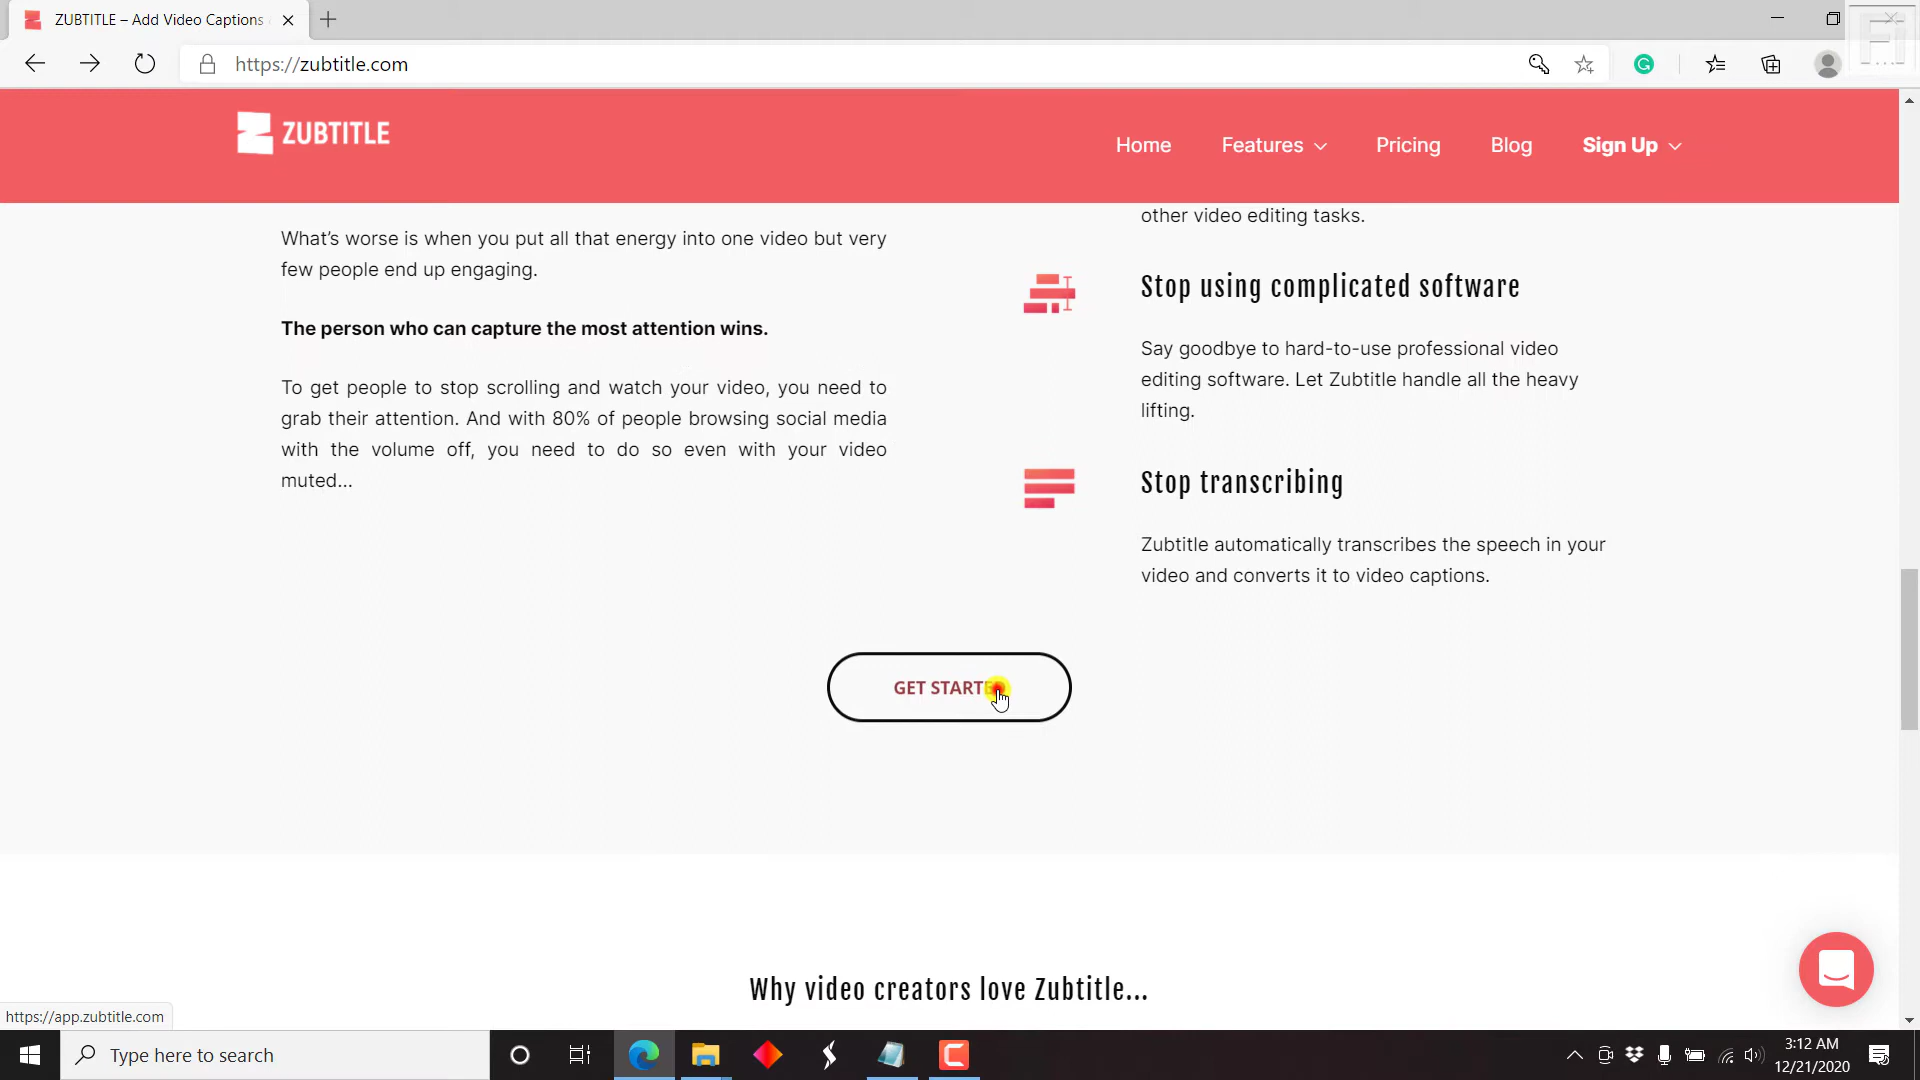 ZUBTITLE – Add Video Captions
https://zubtitle.com
ZUBTITLE
Home
Features
Pricing
Blog
Sign Up
What's worse is when you put all that energy into one video but very
few people end up engaging.
The person who can capture the most attention wins.
To get people to stop scrolling and watch your video, you need to
grab their attention. And with 80% of people browsing social media
with the volume off, you need to do so even with your video
muted...
other video editing tasks.
Stop using complicated software
Say goodbye to hard-to-use professional video
editing software. Let Zubtitle handle all the heavy
lifting.
Stop transcribing
Zubtitle automatically transcribes the speech in your
video and converts it to video captions.
GET STARTE
Why video creators love Zubtitle...
https://app.zubtitle.com
Type here to search
3:12 AM
12/21/2020